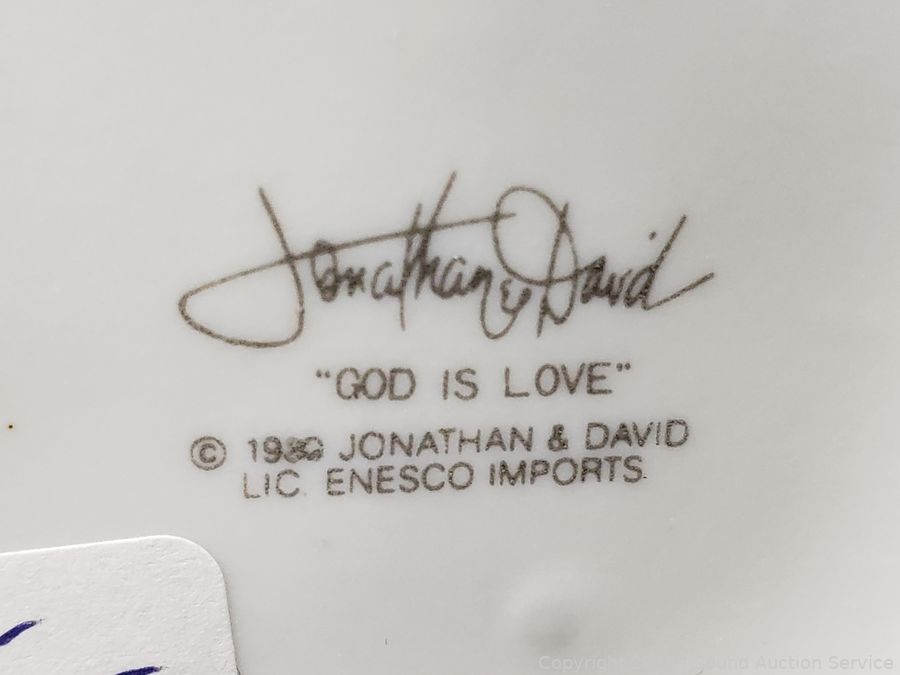 Jonathan & David
"GOD IS LOVE"
© JONATHAN & DAVID
LIC. ENESCO IMPORTS.
Copyright Sound Auction Service